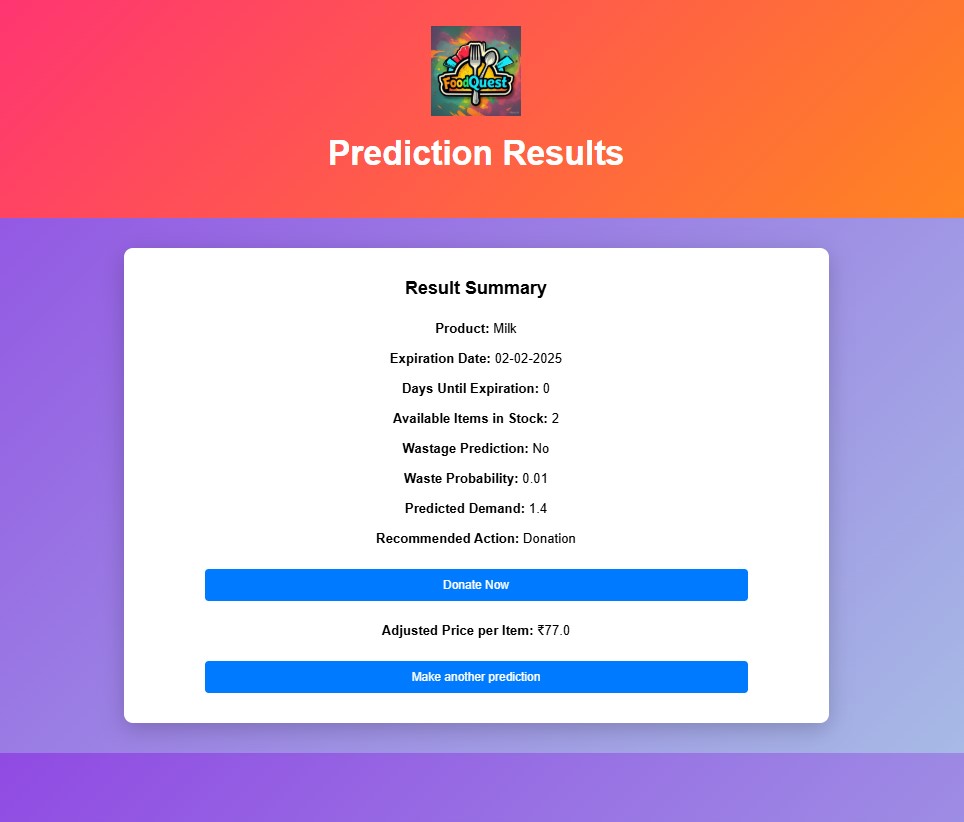 FoodQuest
Prediction Results
Result Summary
Product: Milk
Expiration Date: 02-02-2025
Days Until Expiration: 0
Available Items in Stock: 2
Wastage Prediction: No
Waste Probability: 0.01
Predicted Demand: 1.4
Recommended Action: Donation
Donate Now
Adjusted Price per Item: ₹77.0
Make another prediction